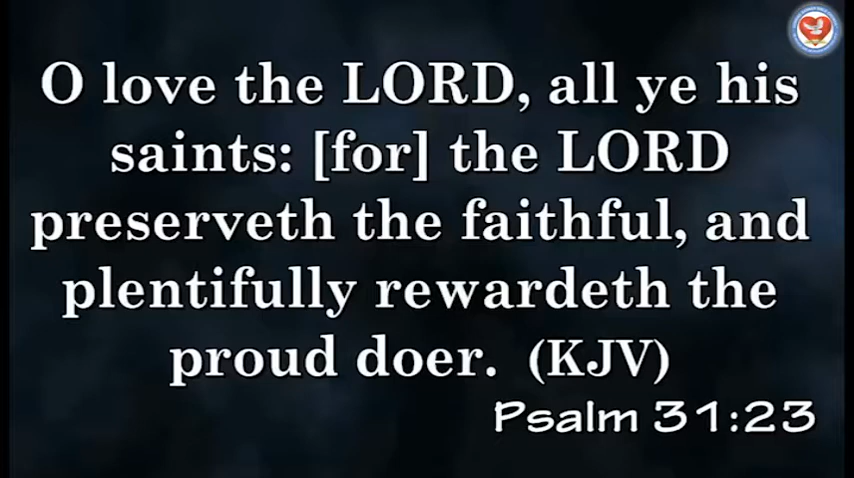 O love the LORD, all ye his
saints: [for] the LORD
preserveth the faithful, and
plentifully rewardeth the
proud doer. (KJV)
Psalm 31:23